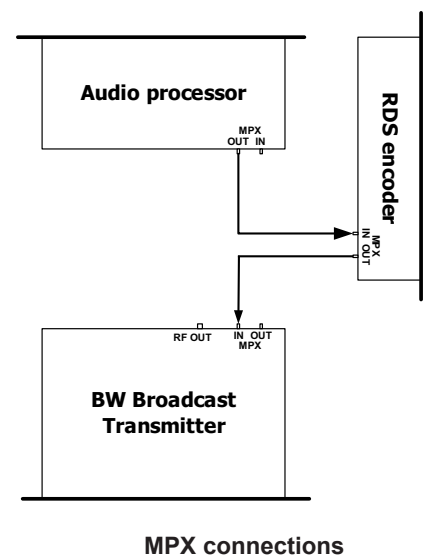 Audio processor
MPX
OUT IN
RDS encoder
MPX
IN OUT
RF OUT
IN OUT
MPX
BW Broadcast
Transmitter
MPX connections